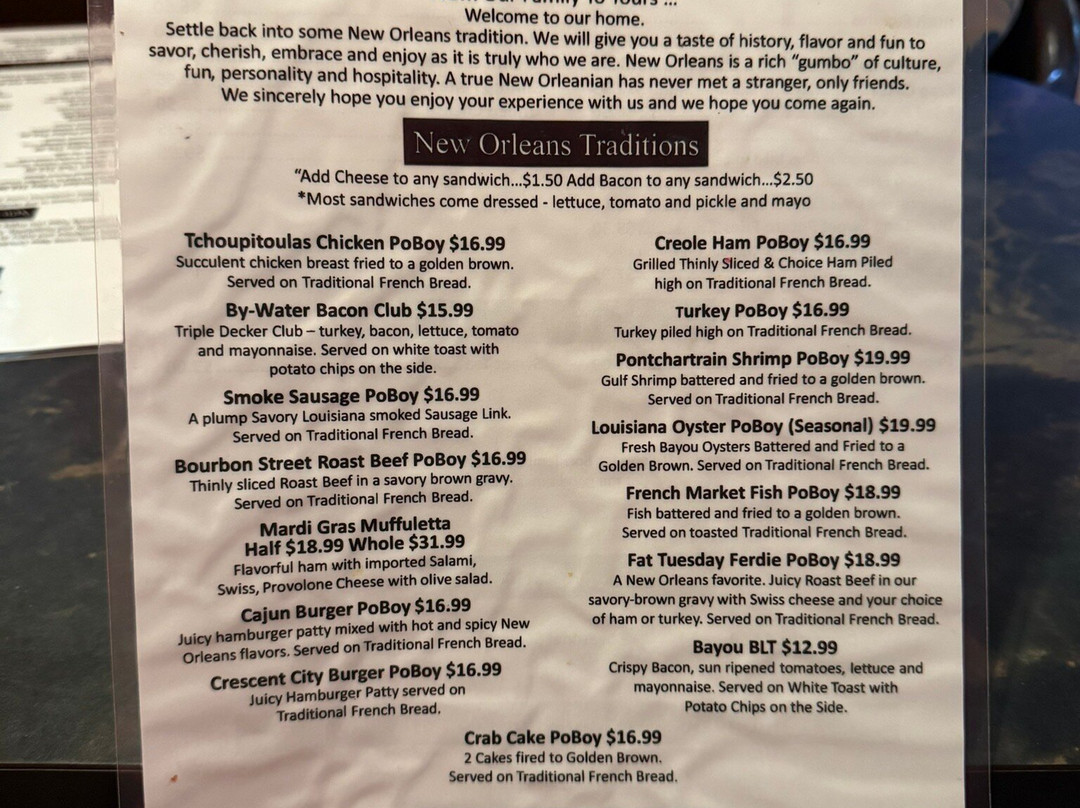 Welcome to our home.
Settle back into some New Orleans tradition. We will give you a taste of history, flavor and fun to
savor, cherish, embrace and enjoy as it is truly who we are. New Orleans is a rich "gumbo" of culture,
fun, personality and hospitality. A true New Orleanian has never met a stranger, only friends.
We sincerely hope you enjoy your experience with us and we hope you come again.
New Orleans Traditions
"Add Cheese to any sandwich...$1.50 Add Bacon to any sandwich...$2.50
*Most sandwiches come dressed - lettuce, tomato and pickle and mayo
Tchoupitoulas Chicken PoBoy $16.99
Succulent chicken breast fried to a golden brown.
Served on Traditional French Bread.
By-Water Bacon Club $15.99
Triple Decker Club – turkey, bacon, lettuce, tomato
and mayonnaise. Served on white toast with
potato chips on the side.
Smoke Sausage PoBoy $16.99
A plump Savory Louisiana smoked Sausage Link.
Served on Traditional French Bread.
Bourbon Street Roast Beef PoBoy $16.99
Thinly sliced Roast Beef in a savory brown gravy.
Served on Traditional French Bread.
Mardi Gras Muffuletta
Half $18.99 Whole $31.99
Flavorful ham with imported Salami,
Swiss, Provolone Cheese with olive salad.
Cajun Burger PoBoy $16.99
Juicy hamburger patty mixed with hot and spicy New
Orleans flavors. Served on Traditional French Bread.
Crescent City Burger PoBoy $16.99
Juicy Hamburger Patty served on
Traditional French Bread.
Creole Ham PoBoy $16.99
Grilled Thinly Sliced & Choice Ham Piled
high on Traditional French Bread.
Turkey PoBoy $16.99
Turkey piled high on Traditional French Bread.
Pontchartrain Shrimp PoBoy $19.99
Gulf Shrimp battered and fried to a golden brown.
Served on Traditional French Bread.
Louisiana Oyster PoBoy (Seasonal) $19.99
Fresh Bayou Oysters Battered and Fried to a
Golden Brown. Served on Traditional French Bread.
French Market Fish PoBoy $18.99
Fish battered and fried to a golden brown.
Served on toasted Traditional French Bread.
Fat Tuesday Ferdie PoBoy $18.99
A New Orleans favorite. Juicy Roast Beef in our
savory-brown gravy with Swiss cheese and your choice
of ham or turkey. Served on Traditional French Bread.
Bayou BLT $12.99
Crispy Bacon, sun ripened tomatoes, lettuce and
mayonnaise. Served on White Toast with
Potato Chips on the Side.
Crab Cake PoBoy $16.99
2 Cakes fired to Golden Brown.
Served on Traditional French Bread.